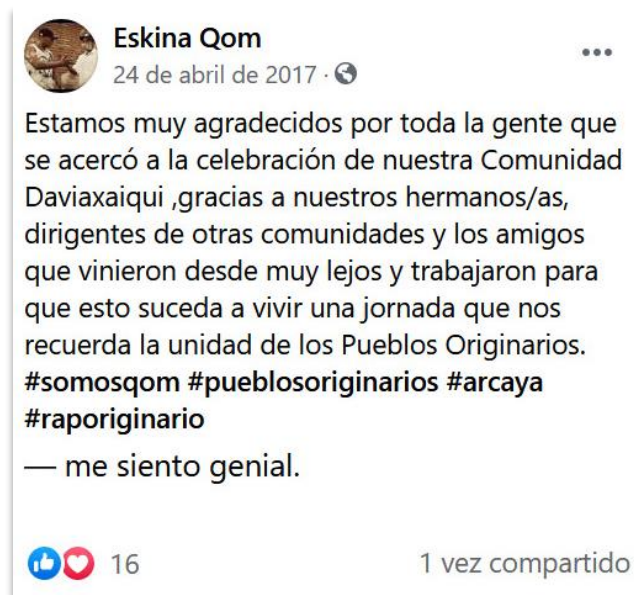 Eskina Qom
24 de abril de 2017 ·
Estamos muy agradecidos por toda la gente que
se acercó a la celebración de nuestra Comunidad
Daviaxaiqui ,gracias a nuestros hermanos/as,
dirigentes de otras comunidades y los amigos
que vinieron desde muy lejos y trabajaron para
que esto suceda a vivir una jornada que nos
recuerda la unidad de los Pueblos Originarios.
#somosqom #pueblosoriginarios #arcaya
#raporiginario
— me siento genial.
16
1 vez compartido